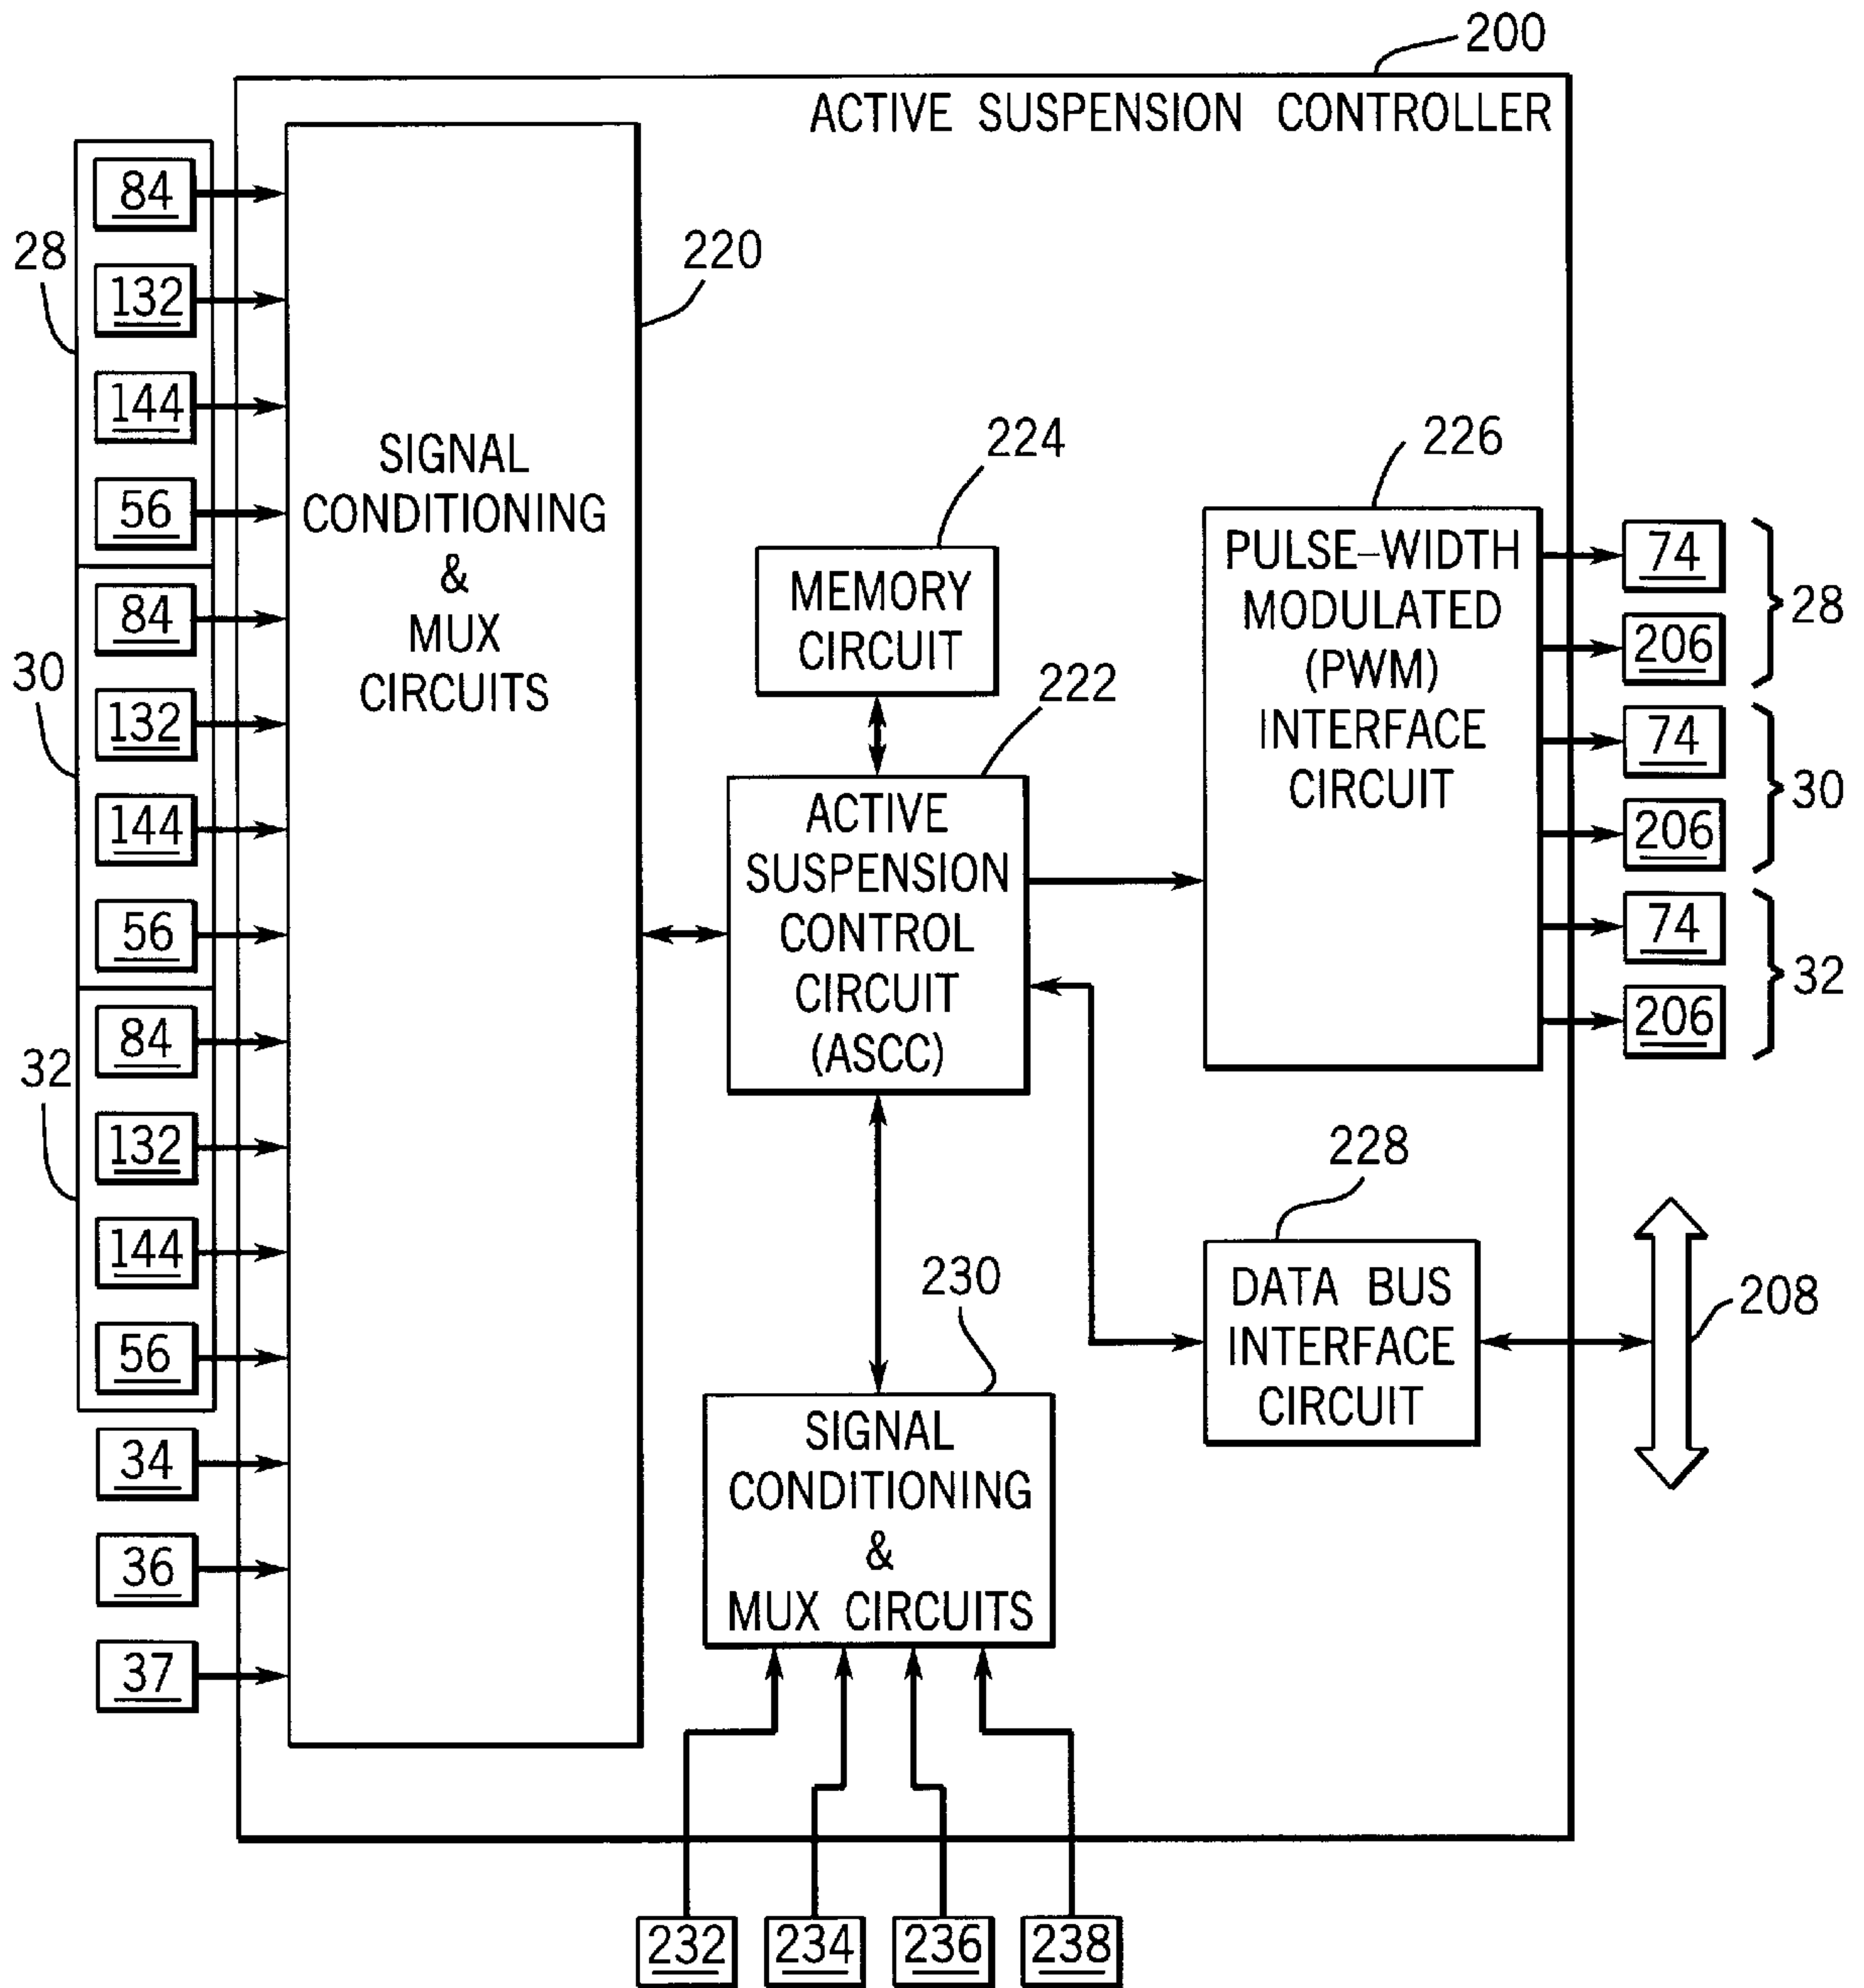 200
ACTIVE SUSPENSION CONTROLLER
28
84
132
144
56
30
84
132
144
56
32
84
132
144
56
34
36
37
220
SIGNAL
CONDITIONING
&
MUX
CIRCUITS
224
MEMORY
CIRCUIT
222
ACTIVE
SUSPENSION
CONTROL
CIRCUIT
(ASCC)
226
PULSE-WIDTH
MODULATED
(PWM)
INTERFACE
CIRCUIT
74
206
28
74
206
30
74
206
32
228
DATA BUS
INTERFACE
CIRCUIT
208
230
SIGNAL
CONDITIONING
&
MUX CIRCUITS
232
234
236
238